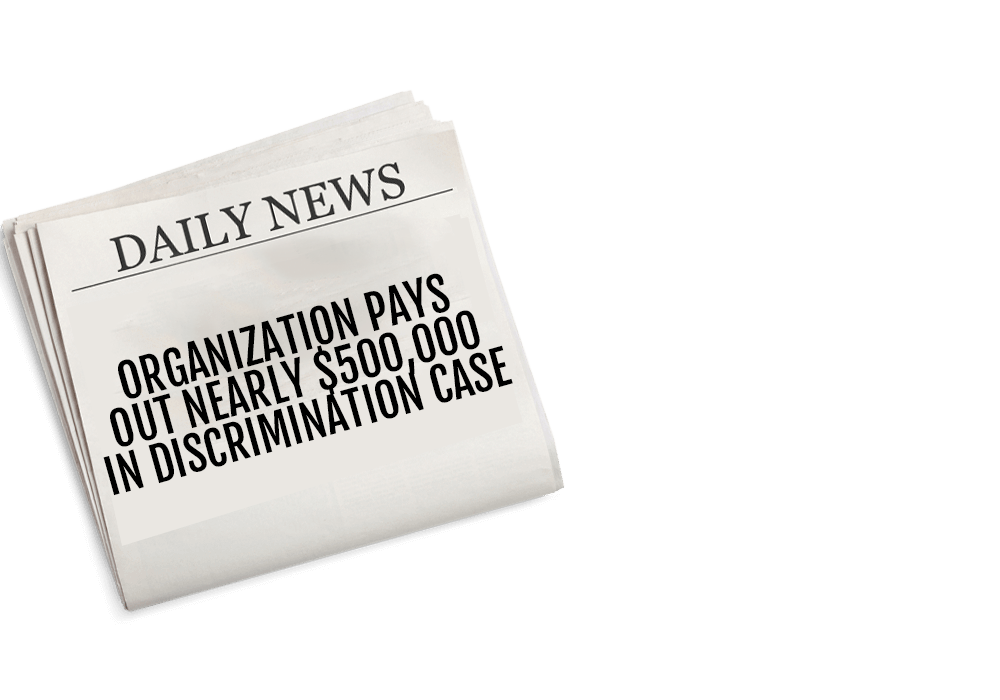 DAILY NEWS
ORGANIZATION PAYS
OUT NEARLY $500,000
IN DISCRIMINATION CASE